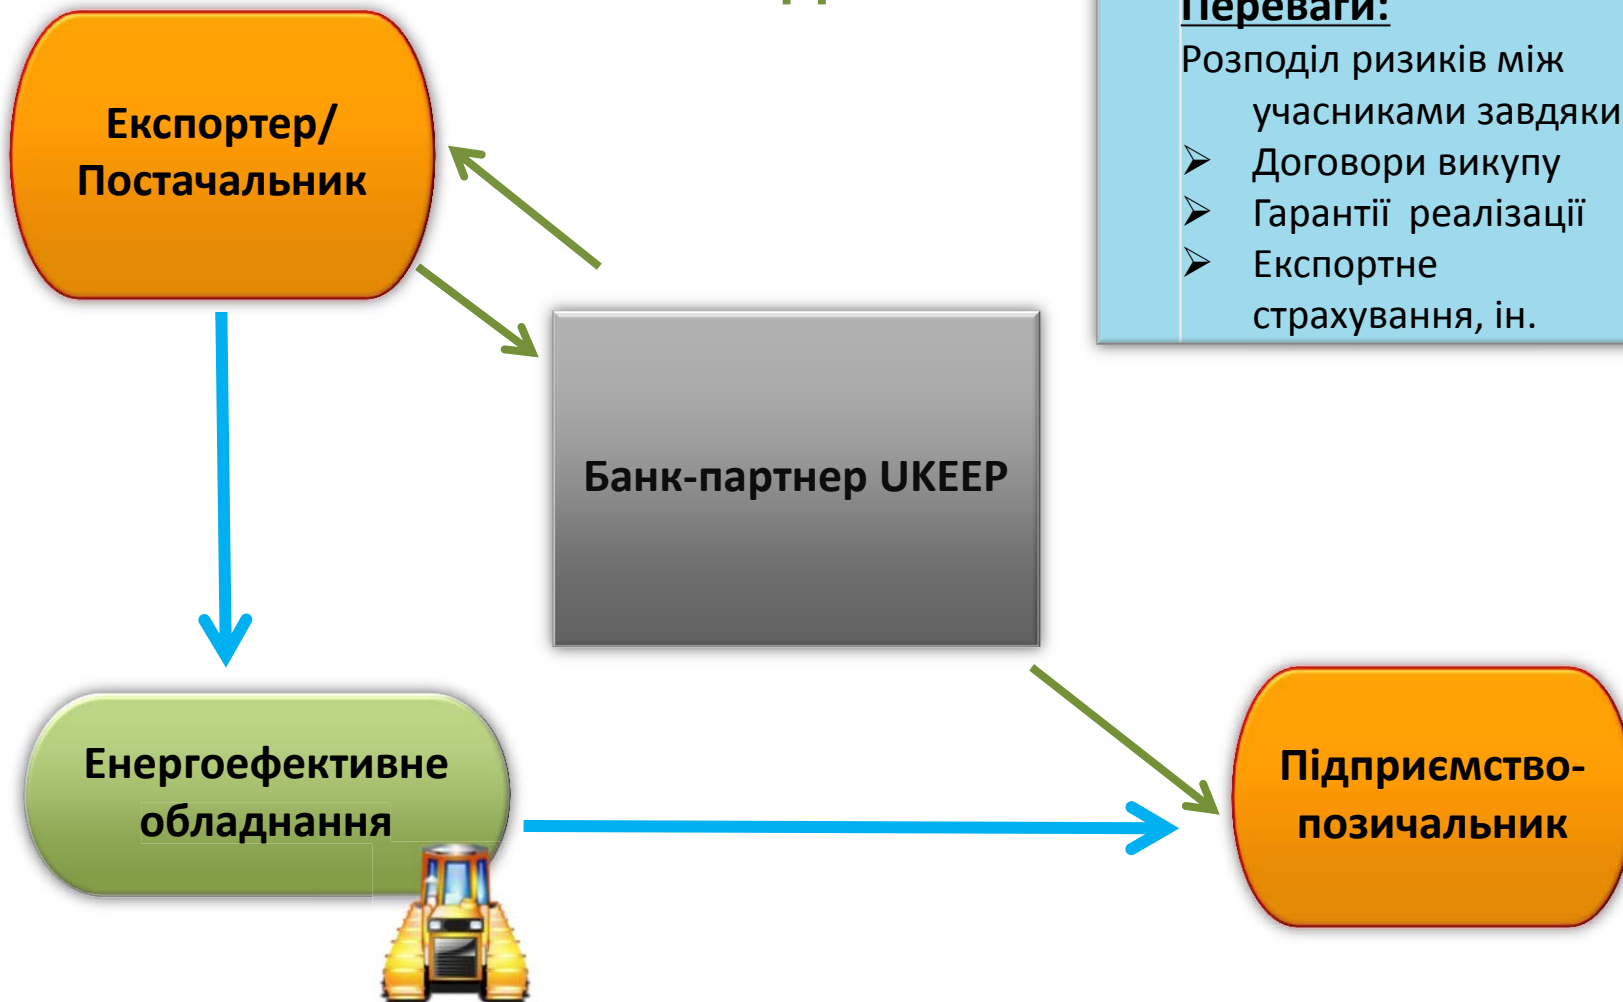 Переваги:
Розподіл ризиків між
учасниками завдяки
➢ Договори викупу
➢ Гарантії реалізації
➢ Експортне
страхування, ін.
Експортер/
Постачальник
Банк-партнер UKEEP
Енергоефективне
обладнання
Підприємство-
позичальник